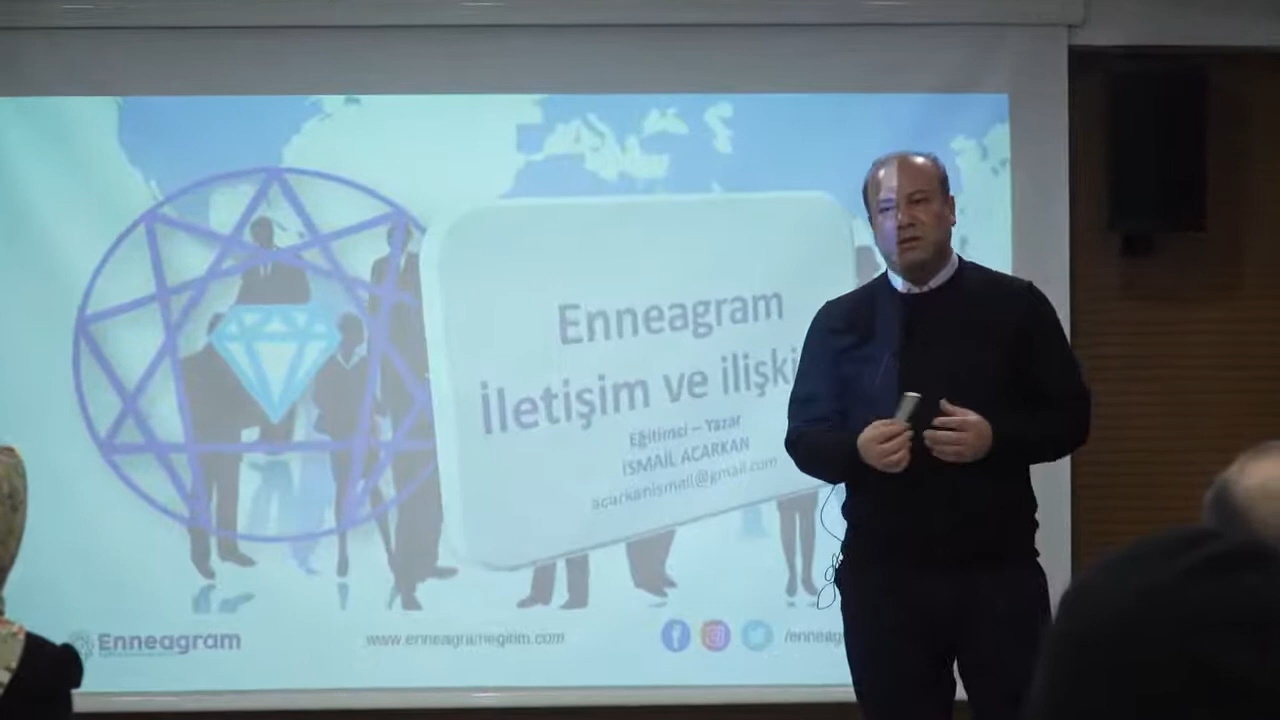 Enneagram
İletişim ve ilişki
Eğitimci – Yazar
İSMAİL ACARKAN
acarkanismail@gmail.com
Enneagram
www.enneagramegitim.com
/enneag